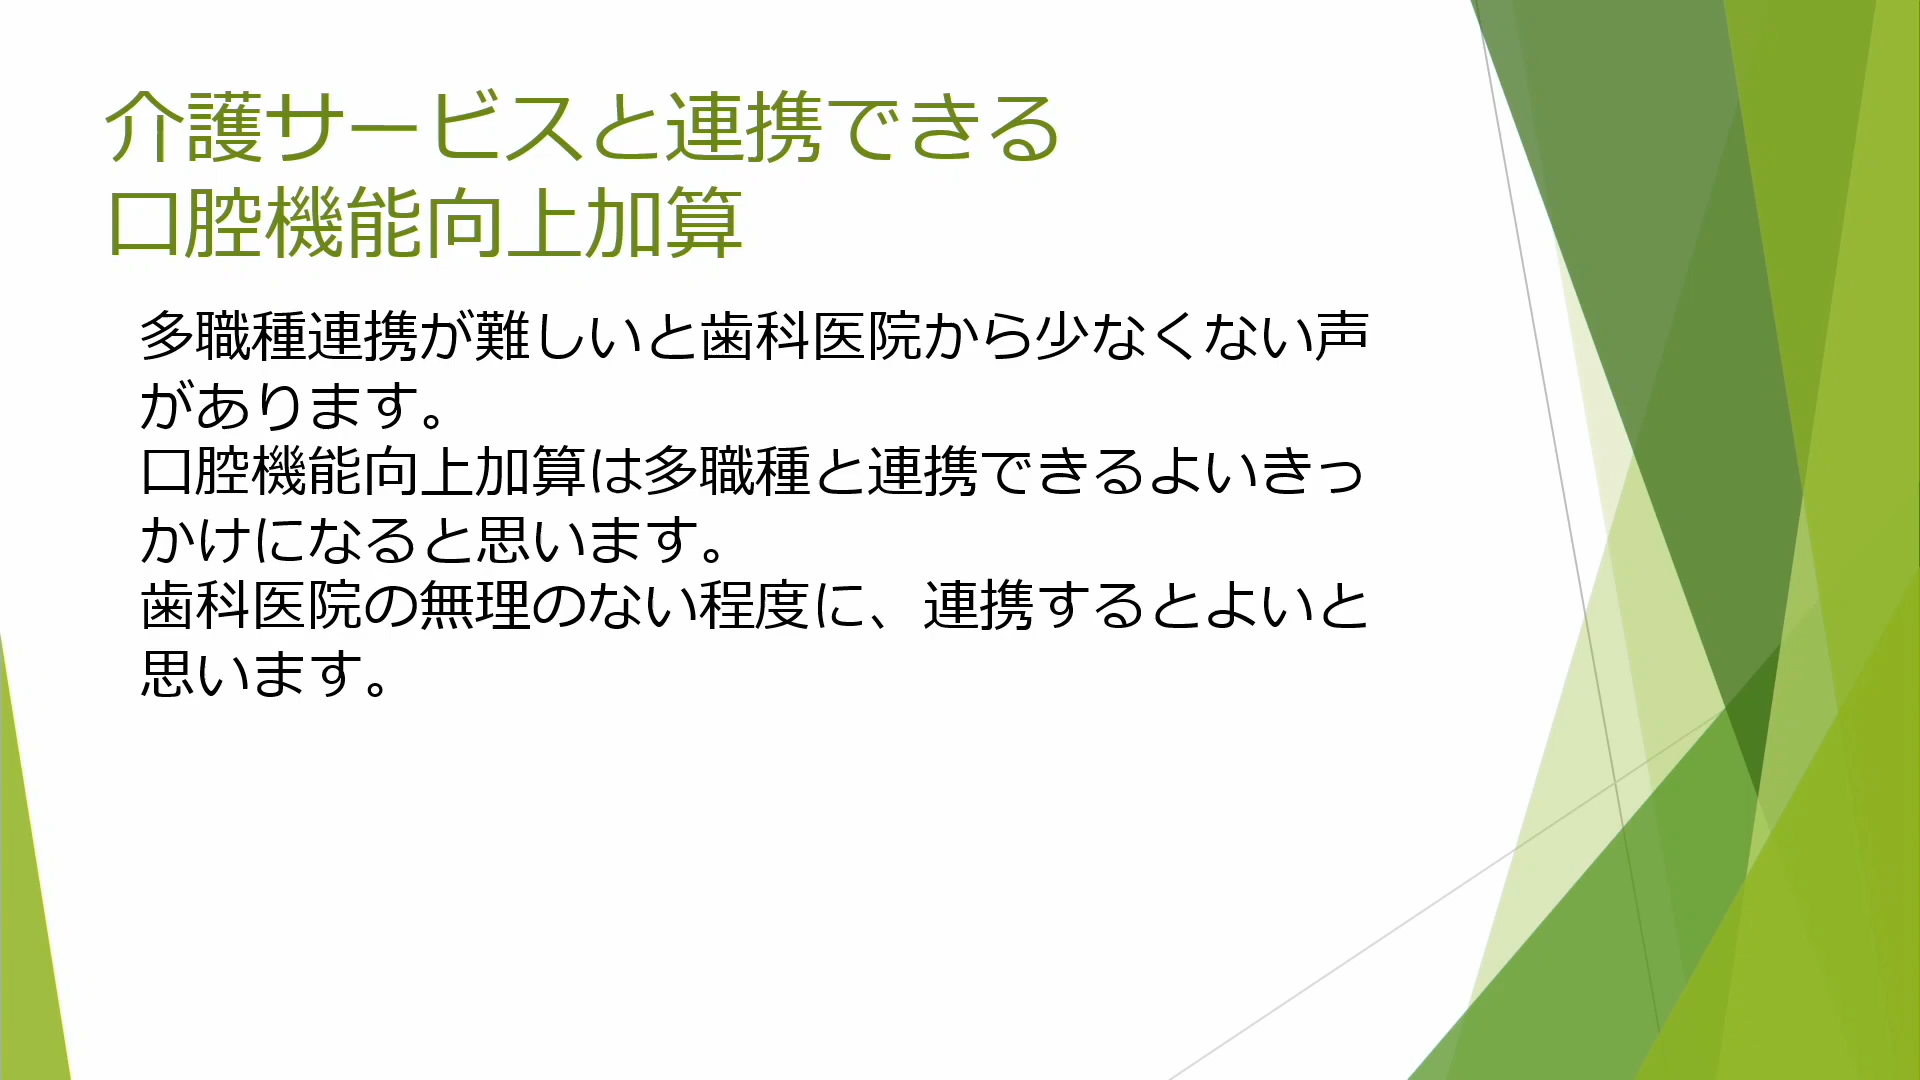 介護サービスと連携できる
口腔機能向上加算
多職種連携が難しいと歯科医院から少なくない声
があります。
口腔機能向上加算は多職種と連携できるよいきっ
かけになると思います。
歯科医院の無理のない程度に、連携するとよいと
思います。